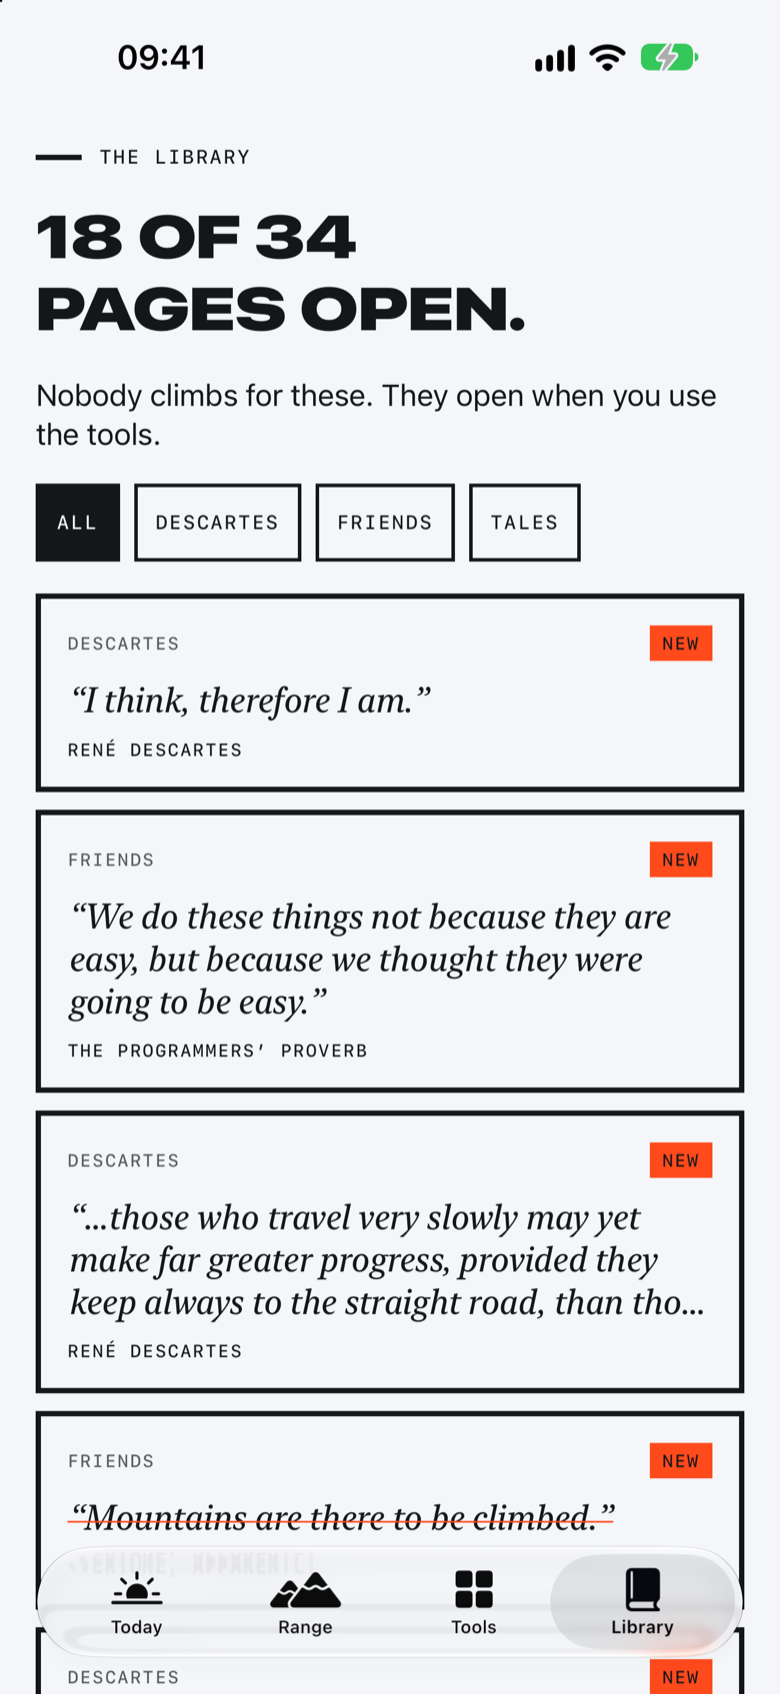 09:41
THE LIBRARY
18 OF 34
PAGES OPEN.
Nobody climbs for these. They open when you use
the tools.
ALL
DESCARTES
FRIENDS
TALES
DESCARTES
NEW
“I think, therefore I am.”
RENÉ DESCARTES
FRIENDS
NEW
“We do these things not because they are
easy, but because we thought they were
going to be easy.”
THE PROGRAMMERS’ PROVERB
DESCARTES
NEW
“...those who travel very slowly may yet
make far greater progress, provided they
keep always to the straight road, than tho...
RENÉ DESCARTES
FRIENDS
NEW
“Mountains are there to be climbed.”
Today
Range
Tools
Library
DESCARTES
NEW